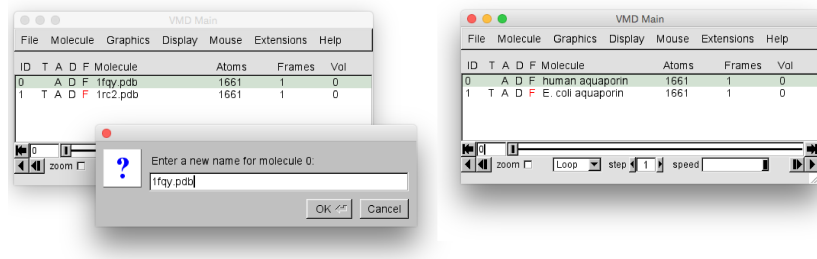 VMD Main
File Molecule Graphics Display Mouse Extensions Help
ID T A D F Molecule Atoms Frames Vol
0 A D F 1fqy.pdb 1661 1 0
1 T A D F 1rc2.pdb 1661 1 0
0
zoom
?
Enter a new name for molecule 0:
1fqy.pdb
OK Cancel
VMD Main
File Molecule Graphics Display Mouse Extensions Help
ID T A D F Molecule Atoms Frames Vol
0 A D F human aquaporin 1661 1 0
1 T A D F E. coli aquaporin 1661 1 0
0
zoom Loop step 1 speed